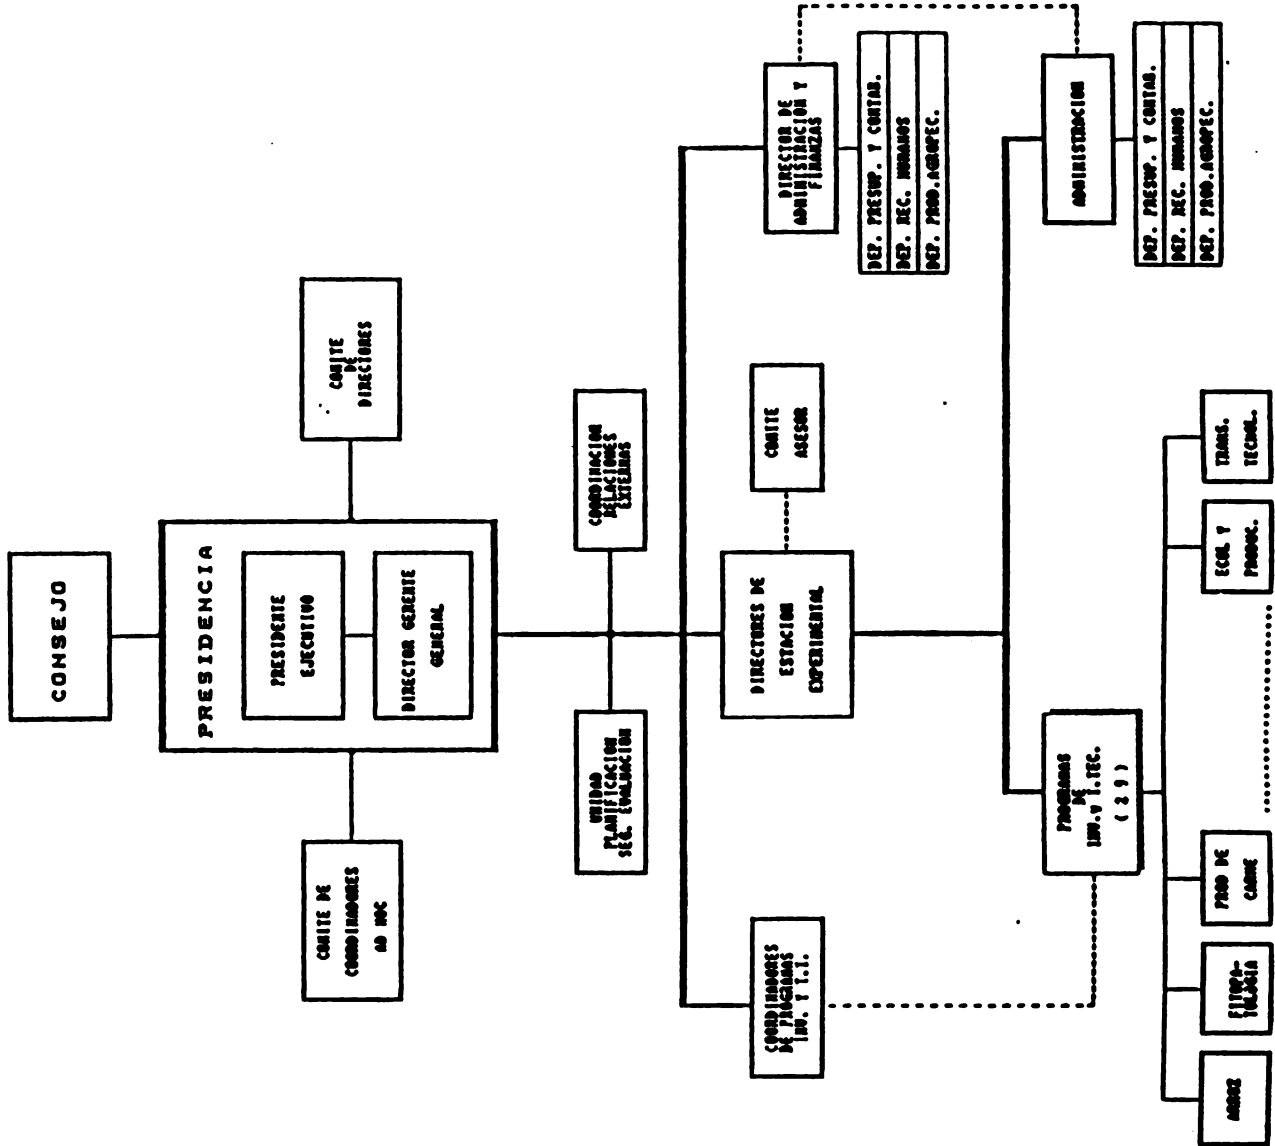 CONSEJO
PRESIDENCIA
PRESIDENTE
EJECUTIVO
DIRECTOR GERENTE
GENERAL
COMITE DE
COORDINADORES
AD HOC
COMITE
DE
DIRECTORES
UNIDAD
PLANIFICACION
SEG. EVALUACION
COORDINACION
RELACIONES
EXTERNAS
COORDINADORES
DE PROGRAMAS
INV. Y T.T.
DIRECTORES DE
ESTACION
EXPERIMENTAL
COMITE
ASESOR
DIRECTOR DE
ADMINISTRACION Y
FINANZAS
DEP. PRESUP. Y CONTAB.
DEP. REC. HUMANOS
DEP. PROD.AGROPEC.
PROGRAMAS
DE
INV.Y T.TEC.
(29)
ADMINISTRACION
DEP. PRESUP. Y CONTAB.
DEP. REC. HUMANOS
DEP. PROD.AGROPEC.
ARROZ
FITOPA-
TOLOGIA
PROD DE
CARNE
ECOL Y
PRODUC.
TRANS.
TECNOL.